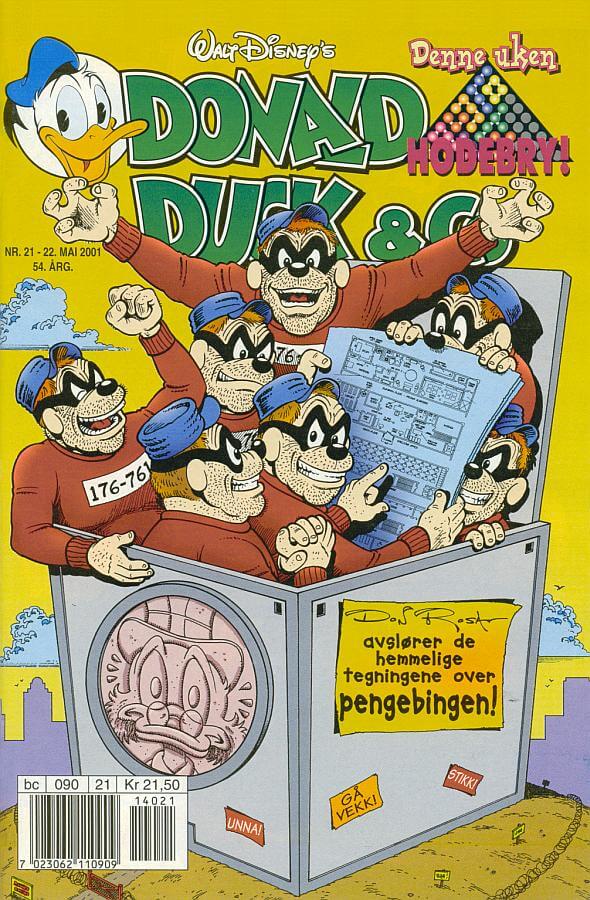 WALT DISNEY'S
DONALD
DUCK & CO
Denne uken
HODEBRY!
NR. 21 - 22. MAI 2001
54. ÅRG.
176-
176-761
Don Rosa
avslører de
hemmelige
tegningene over
pengebingen!
bc 090 21 Kr 21,50
14021
7 023062 110909
UNNA!
GÅ
VEKK!
STIKK!